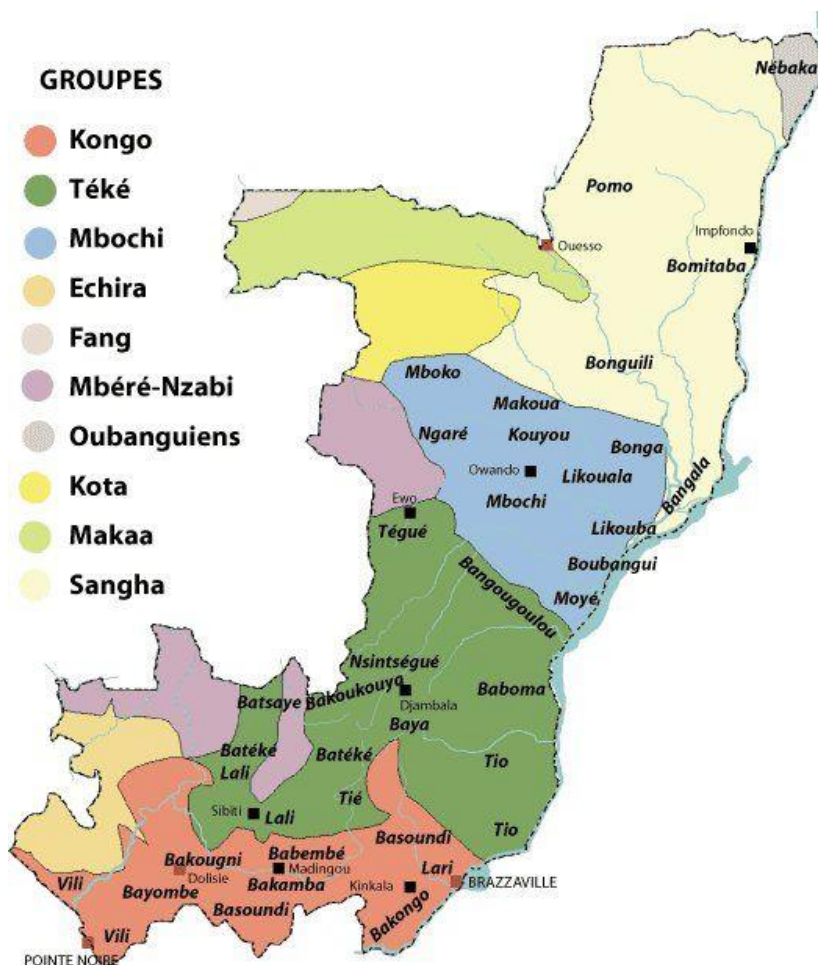 GROUPES
Kongo
Téké
Mbochi
Echira
Fang
Mbéré-Nzabi
Oubanguiens
Kota
Makaa
Sangha
Nébaka
Pomo
Impfondo
Ouesso
Bomitaba
Bonguili
Mboko
Makoua
Ngaré
Kouyou
Bonga
Owando
Likouala
Bangala
Mbochi
Ewo
Likouba
Tégué
Boubangui
Bangougoulou
Moyé
Nsintségué
Bakoukouya
Batsaye
Djambala
Baboma
Baya
Batéké
Lali
Batéké
Tio
Tié
Sibiti
Lali
Tio
Basoundi
Babembé
Bakougni
Lari
Vili
Dolisie
Madingou
Bakamba
Kinkala
BRAZZAVILLE
Bayombe
Basoundi
Bakongo
Vili
POINTE NOIRE